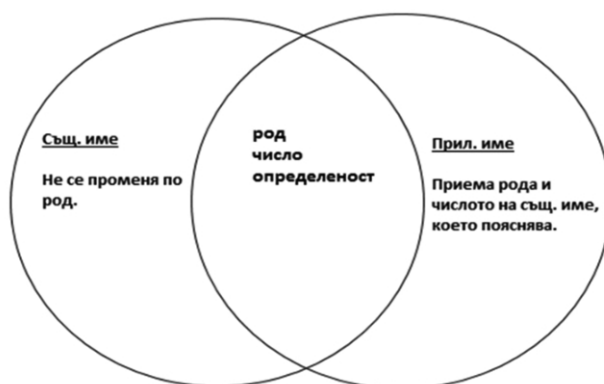 Същ. име
Не се променя по
род.
род
число
определеност
Прил. име
Приема рода и
числото на същ. име,
което пояснява.